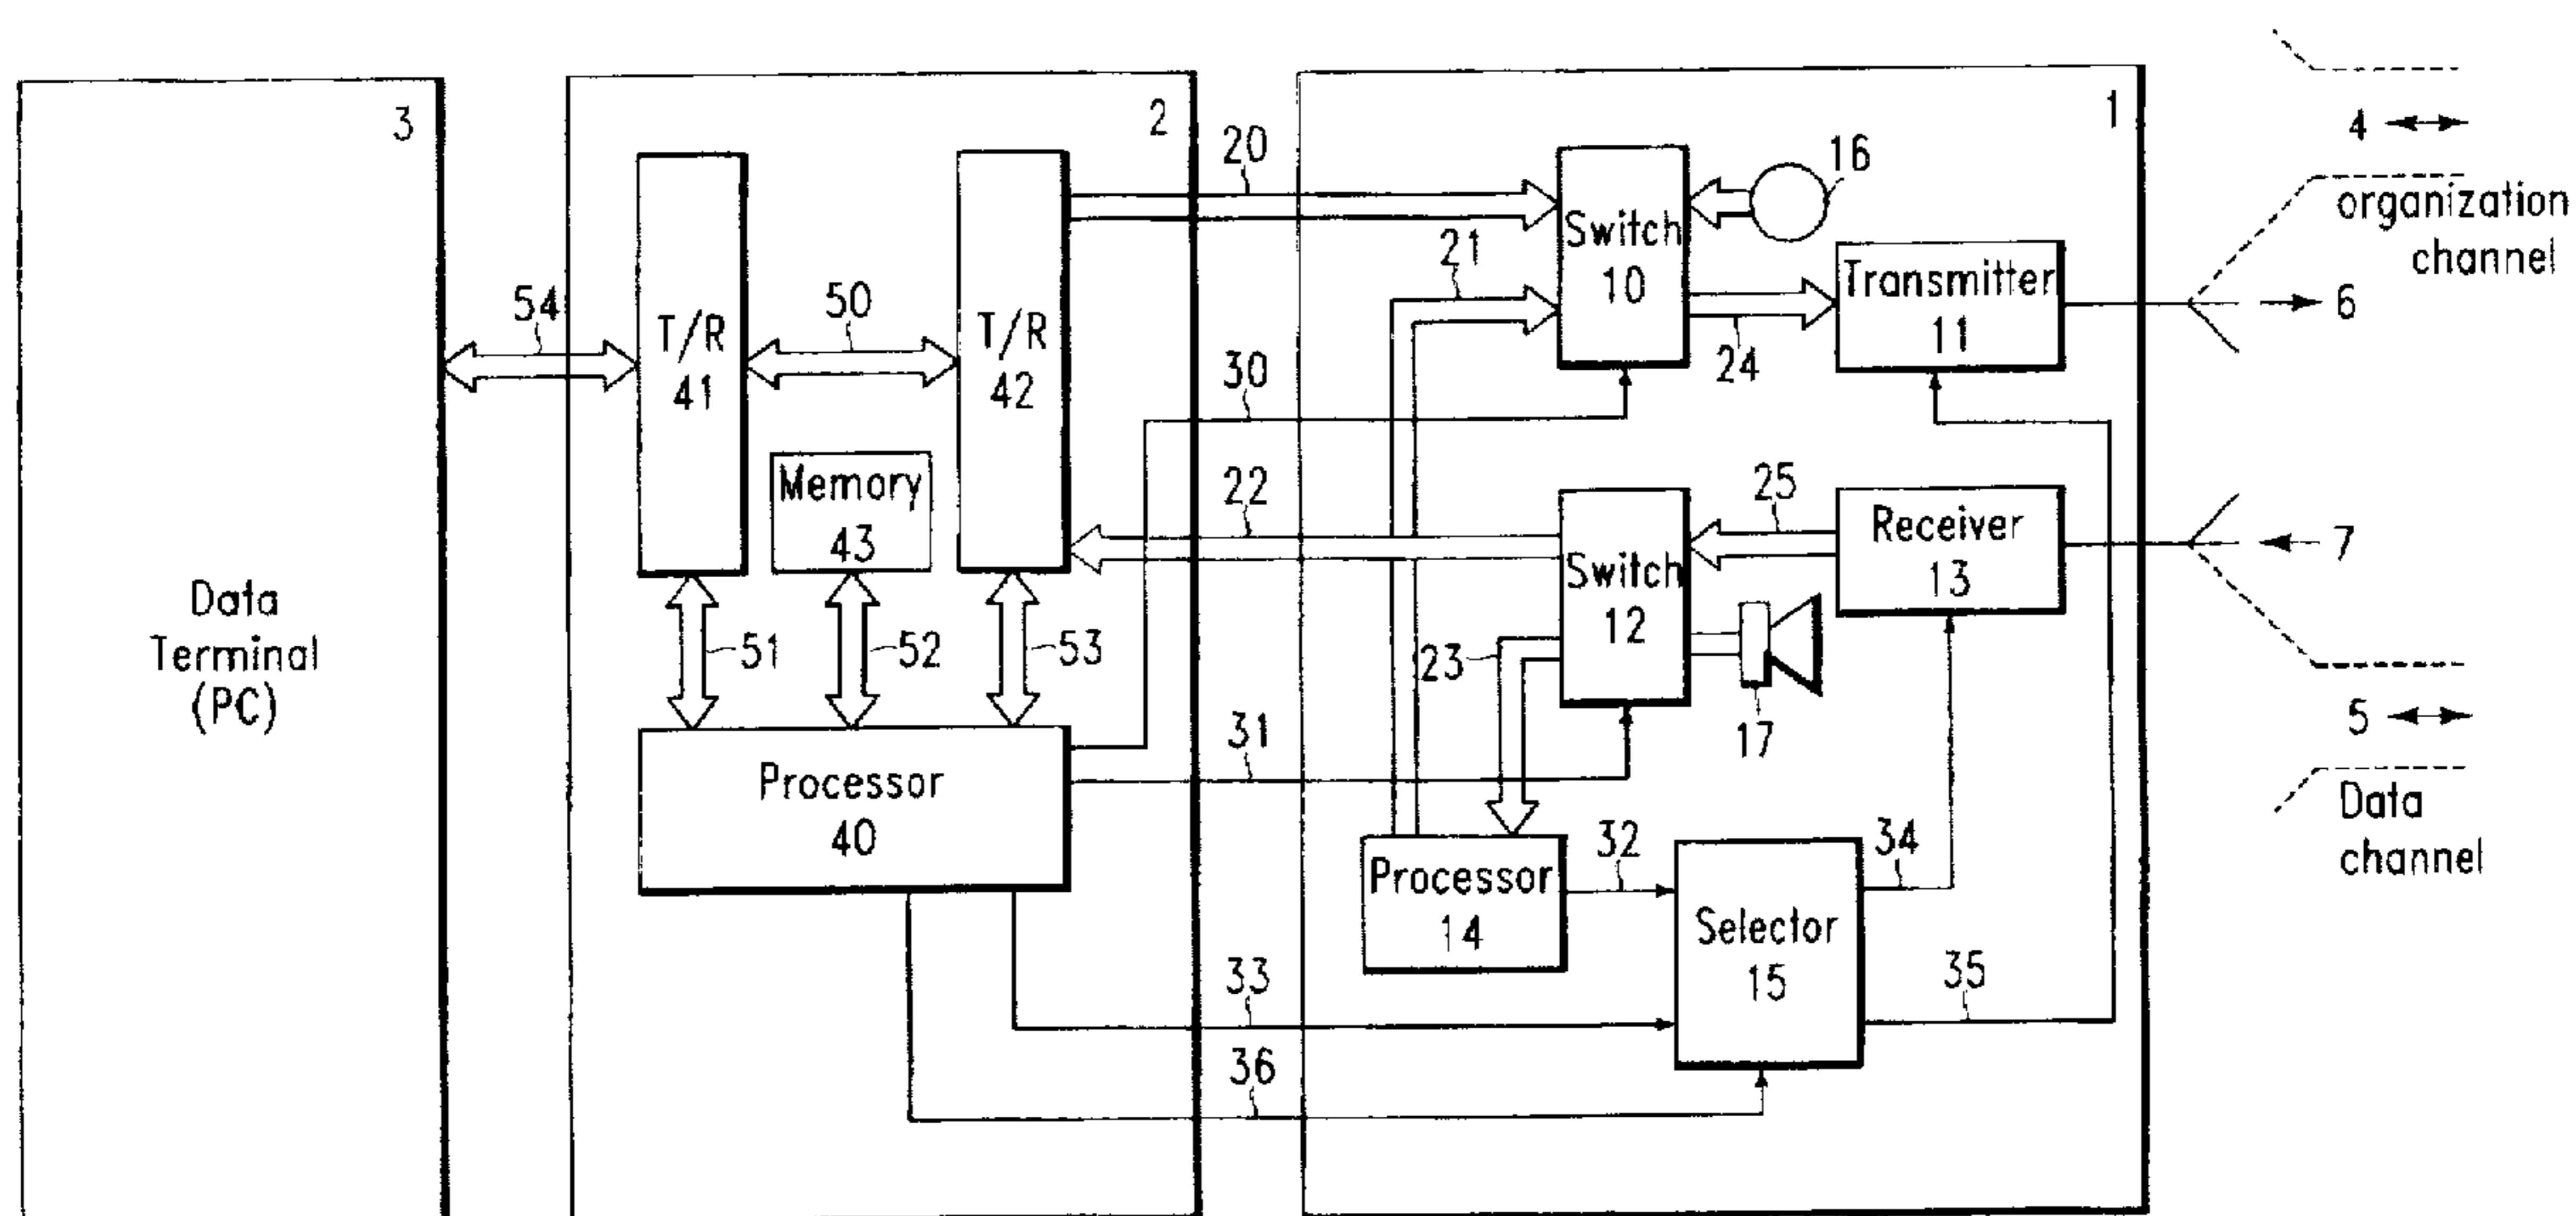 3
2
1
4
organization
channel
6
7
5
Data
channel
Data
Terminal
(PC)
54
T/R
41
50
T/R
42
Memory
43
51
52
53
Processor
40
20
21
30
22
31
23
33
36
Switch
10
16
24
Transmitter
11
25
Receiver
13
Switch
12
17
Processor
14
32
Selector
15
34
35